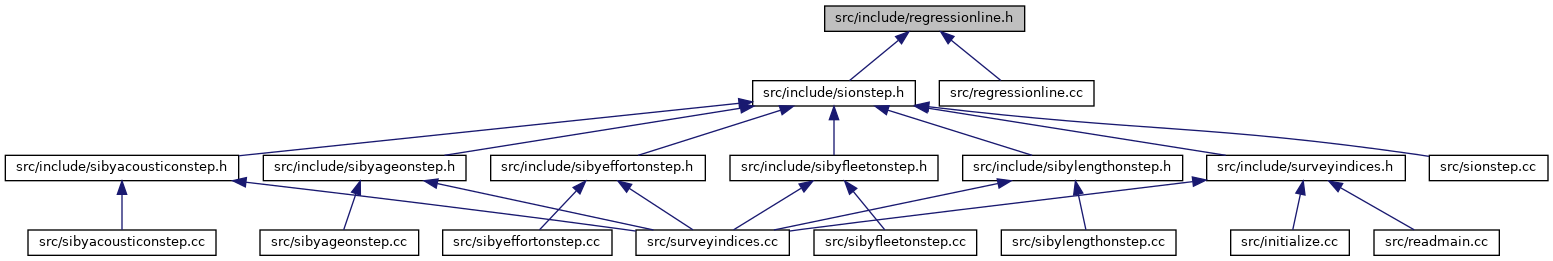 src/include/regressionline.h
src/include/sionstep.h
src/regressionline.cc
src/include/sibyacousticonstep.h
src/include/sibyageonstep.h
src/include/sibyeffortonstep.h
src/include/sibyfleetonstep.h
src/include/sibylengthonstep.h
src/include/surveyindices.h
src/sionstep.cc
src/sibyacousticonstep.cc
src/sibyageonstep.cc
src/sibyeffortonstep.cc
src/surveyindices.cc
src/sibyfleetonstep.cc
src/sibylengthonstep.cc
src/initialize.cc
src/readmain.cc